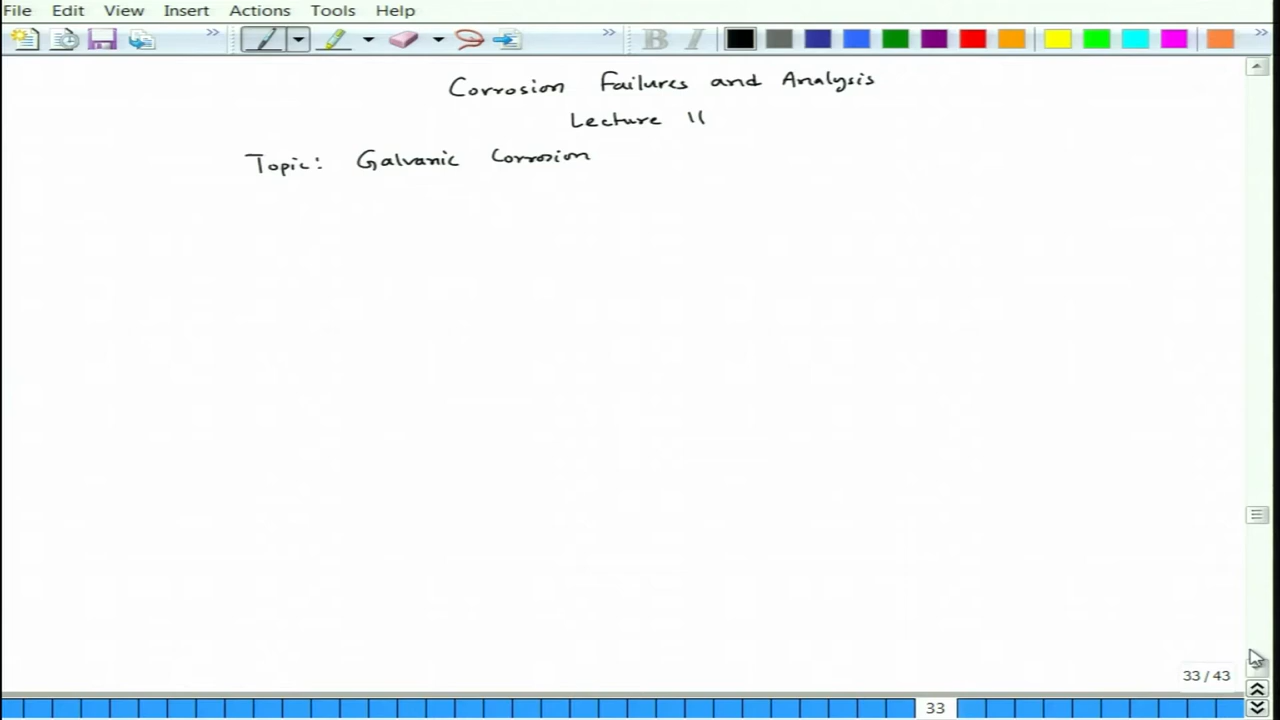 File Edit View Insert Actions Tools Help
B I
Corrosion Failures and Analysis
Lecture 11
Topic: Galvanic Corrosion
33 / 43
33